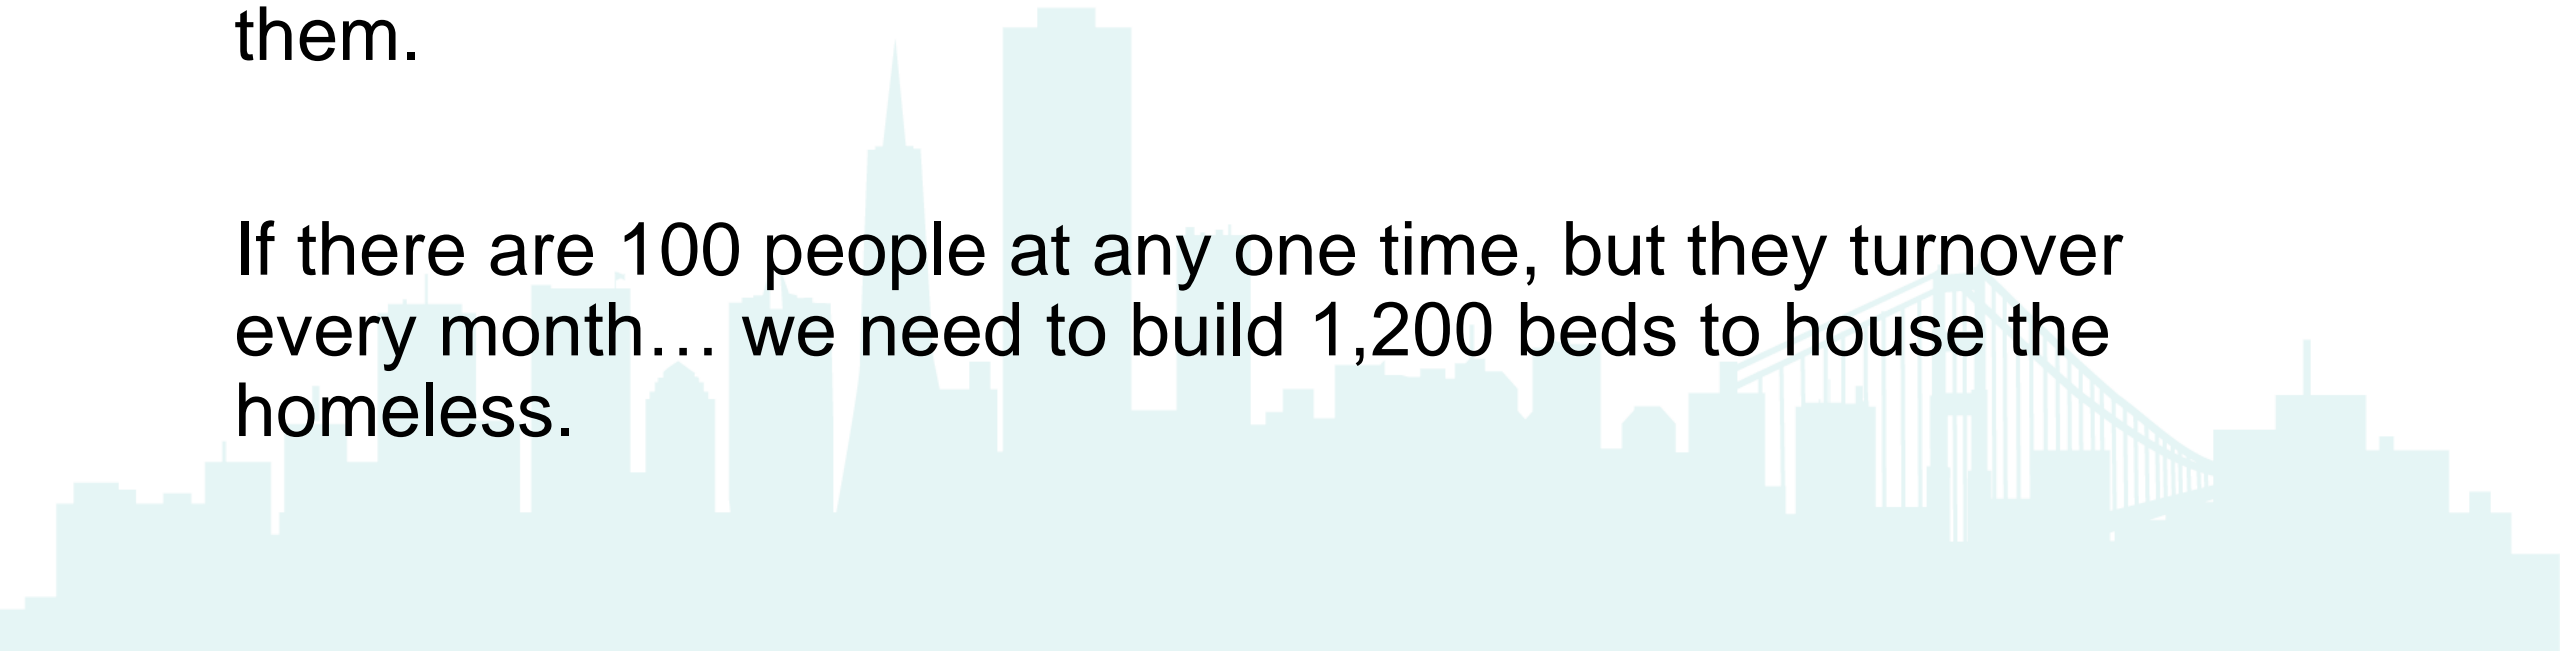 them.
If there are 100 people at any one time, but they turnover
every month… we need to build 1,200 beds to house the
homeless.